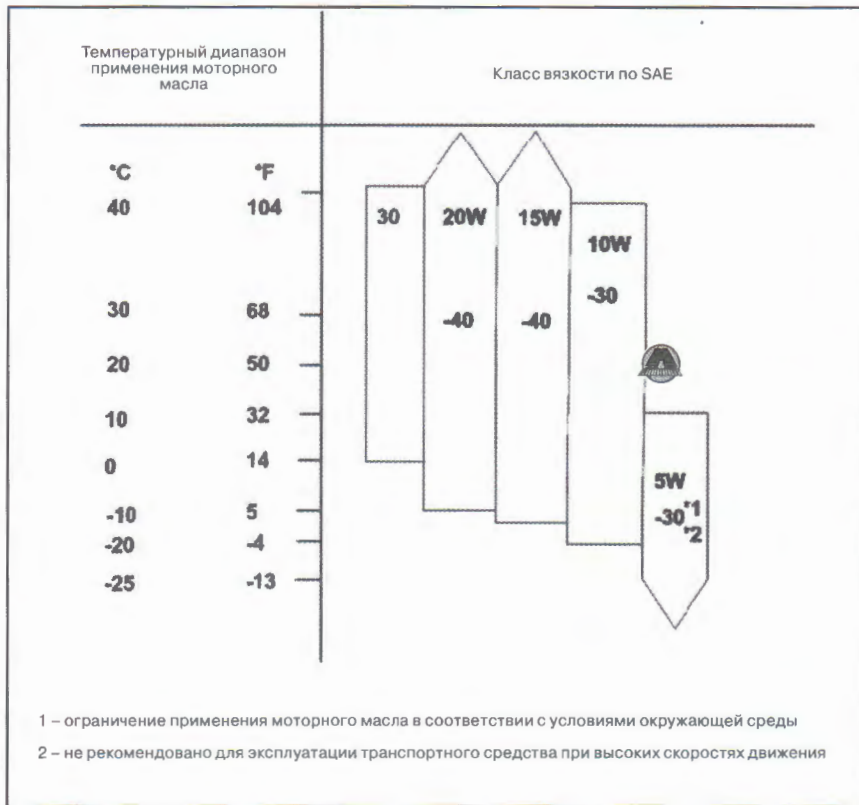 Температурный диапазон
применения моторного
масла
Класс вязкости по SAE
°C °F
40 104
30 68
20 50
10 32
0 14
-10 5
-20 -4
-25 -13
30
20W
-40
15W
-40
10W
-30
5W
-30*1
*2
1 – ограничение применения моторного масла в соответствии с условиями окружающей среды
2 – не рекомендовано для эксплуатации транспортного средства при высоких скоростях движения